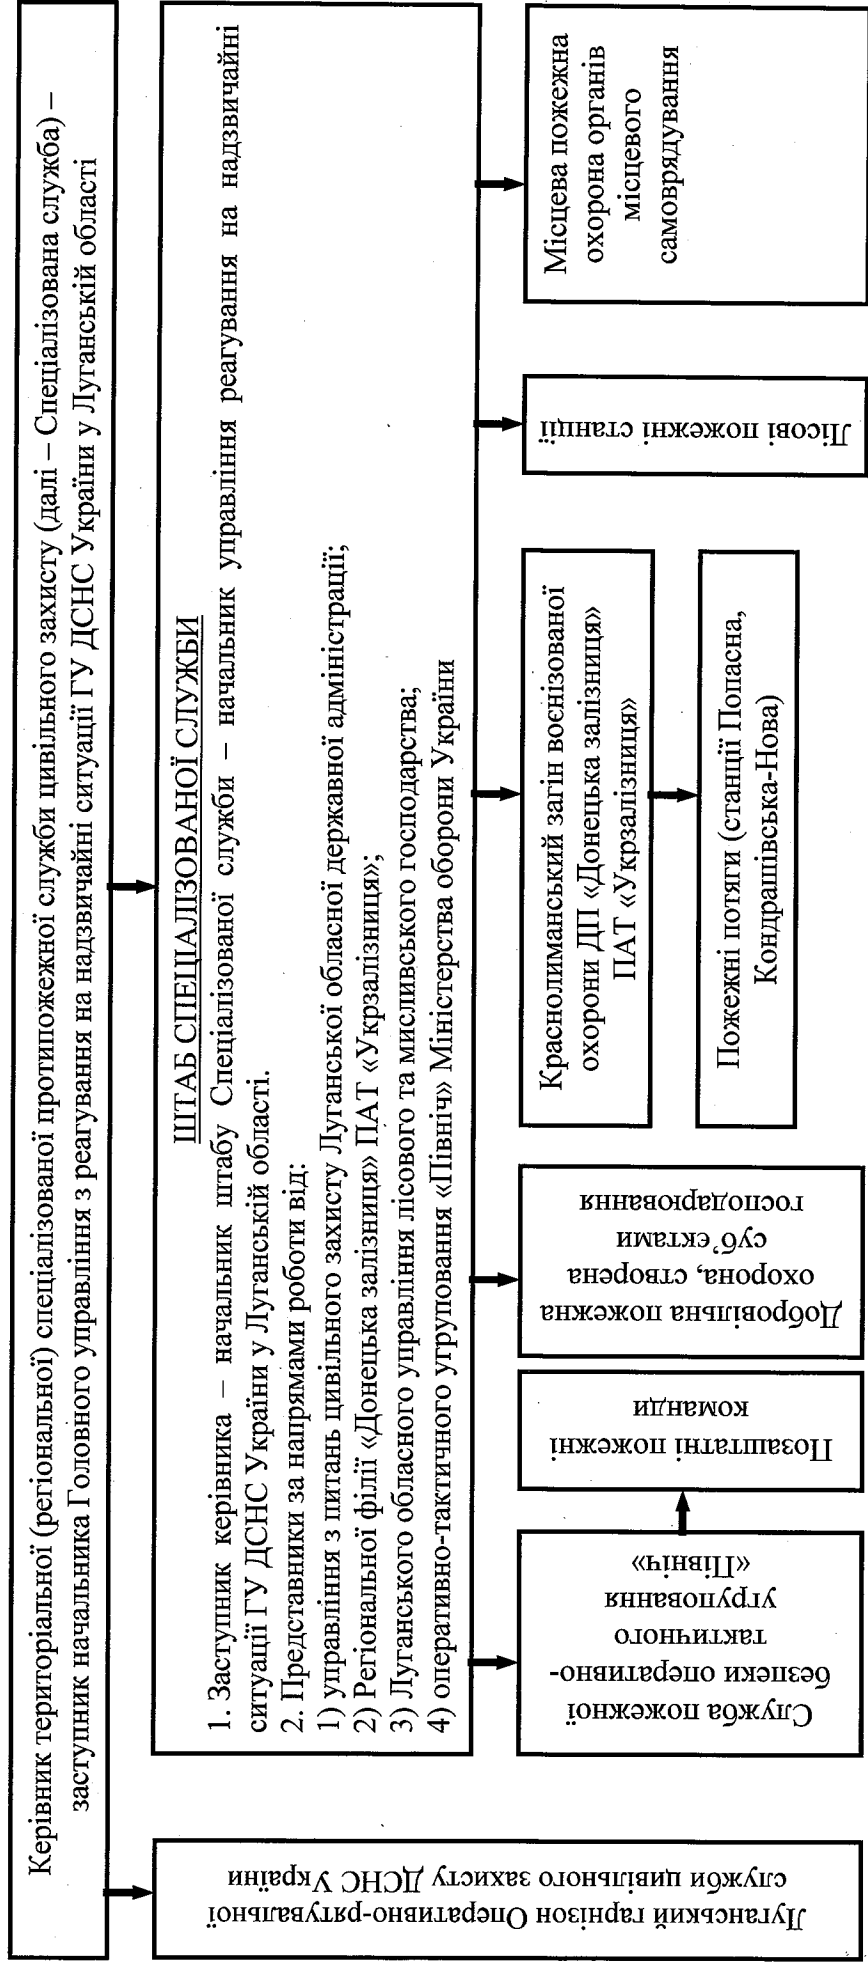 Керівник територіальної (регіональної) спеціалізованої протипожежної служби цивільного захисту (далі – Спеціалізована служба) –
заступник начальника Головного управління з реагування на надзвичайні ситуації ГУ ДСНС України у Луганській області
Луганський гарнізон Оперативно-рятувальної
служби цивільного захисту ДСНС України
ШТАБ СПЕЦІАЛІЗОВАНОЇ СЛУЖБИ
1. Заступник керівника – начальник штабу Спеціалізованої служби – начальник управління реагування на надзвичайні
ситуації ГУ ДСНС України у Луганській області.
2. Представники за напрямами роботи від:
1) управління з питань цивільного захисту Луганської обласної державної адміністрації;
2) Регіональної філії «Донецька залізниця» ПАТ «Укрзалізниця»;
3) Луганського обласного управління лісового та мисливського господарства;
4) оперативно-тактичного угруповання «Північ» Міністерства оборони України
Служба пожежної
безпеки оперативно-
тактичного
угруповання
«Північ»
Позаштатні пожежні
команди
Добровільна пожежна
охорона, створена
суб’єктами
господарювання
Краснолиманський загін воєнізованої
охорони ДП «Донецька залізниця»
ПАТ «Укрзалізниця»
Пожежні потяги (станції Попасна,
Кондрашівська-Нова)
Лісові пожежні станції
Місцева пожежна
охорона органів
місцевого
самоврядування